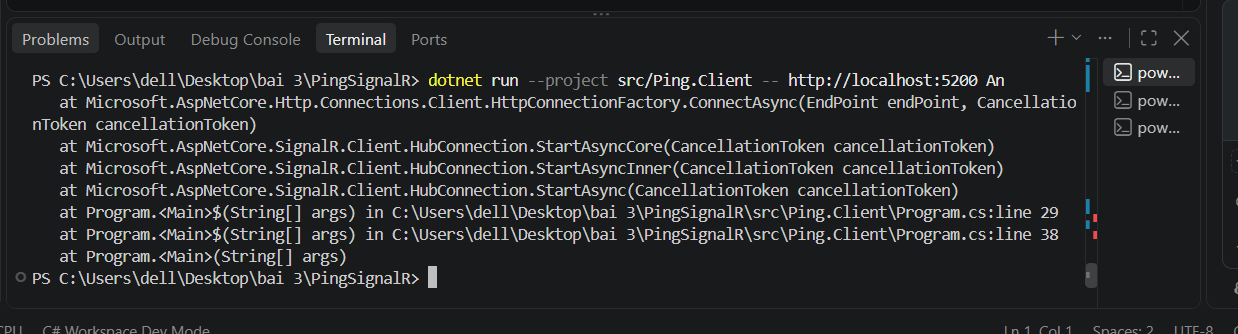 Problems Output Debug Console Terminal Ports
PS C:\Users\dell\Desktop\bai 3\PingSignalR> dotnet run --project src/Ping.Client -- http://localhost:5200 An
at Microsoft.AspNetCore.Http.Connections.Client.HttpConnectionFactory.ConnectAsync(EndPoint endPoint, Cancellatio
nToken cancellationToken)
at Microsoft.AspNetCore.SignalR.Client.HubConnection.StartAsyncCore(CancellationToken cancellationToken)
at Microsoft.AspNetCore.SignalR.Client.HubConnection.StartAsyncInner(CancellationToken cancellationToken)
at Microsoft.AspNetCore.SignalR.Client.HubConnection.StartAsync(CancellationToken cancellationToken)
at Program.<Main>$(String[] args) in C:\Users\dell\Desktop\bai 3\PingSignalR\src\Ping.Client\Program.cs:line 29
at Program.<Main>$(String[] args) in C:\Users\dell\Desktop\bai 3\PingSignalR\src\Ping.Client\Program.cs:line 38
at Program.<Main>(String[] args)
PS C:\Users\dell\Desktop\bai 3\PingSignalR>
pow...
pow...
pow...
CPU C# Workspace Dev Mode Ln 1, Col 1 Spaces: 2 UTF-8